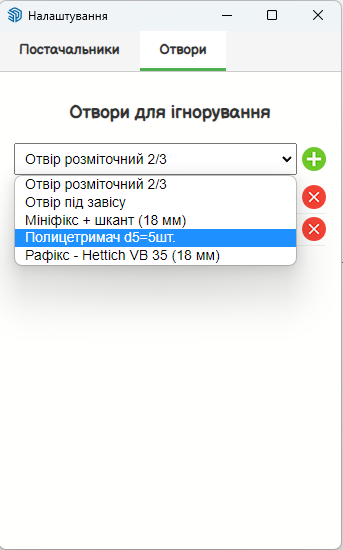 Налаштування
Постачальники Отвори
Отвори для ігнорування
Отвір розміточний 2/3
Отвір розміточний 2/3
Отвір під завісу
Мініфікс + шкант (18 мм)
Полицетримач d5=5шт.
Рафікс - Hettich VB 35 (18 мм)